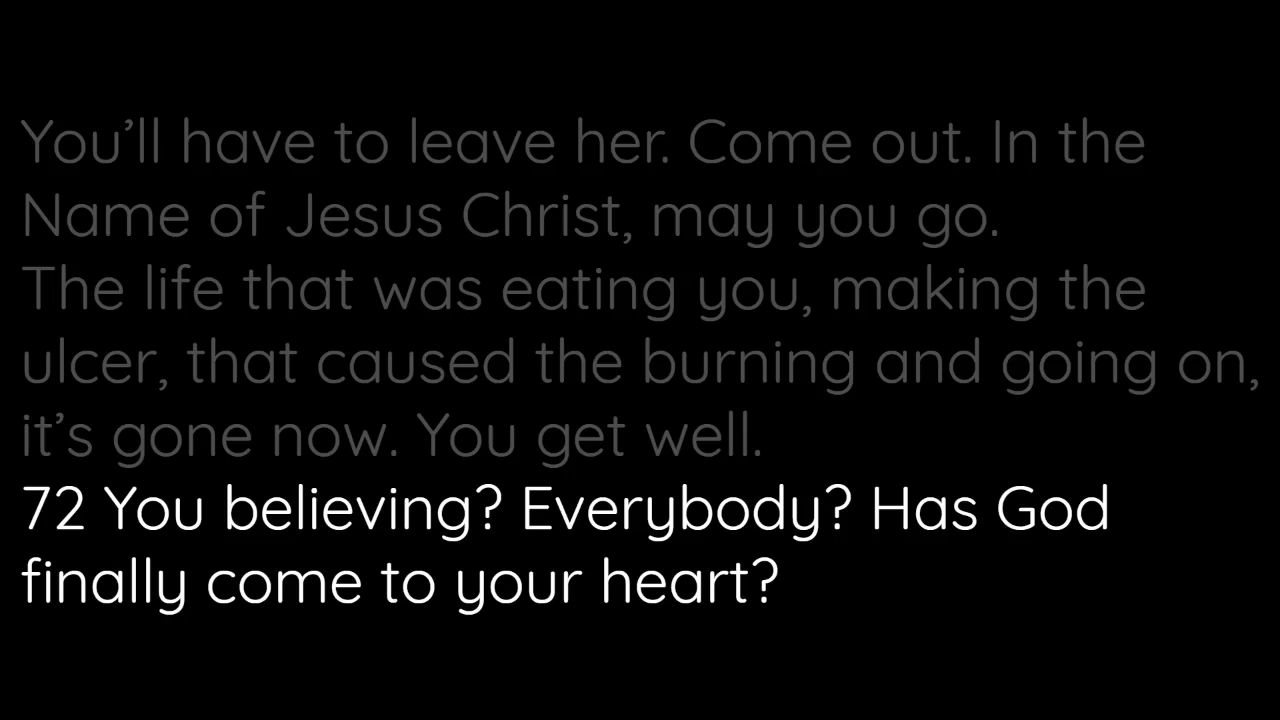 You’ll have to leave her. Come out. In the
Name of Jesus Christ, may you go.
The life that was eating you, making the
ulcer, that caused the burning and going on,
it’s gone now. You get well.
72 You believing? Everybody? Has God
finally come to your heart?